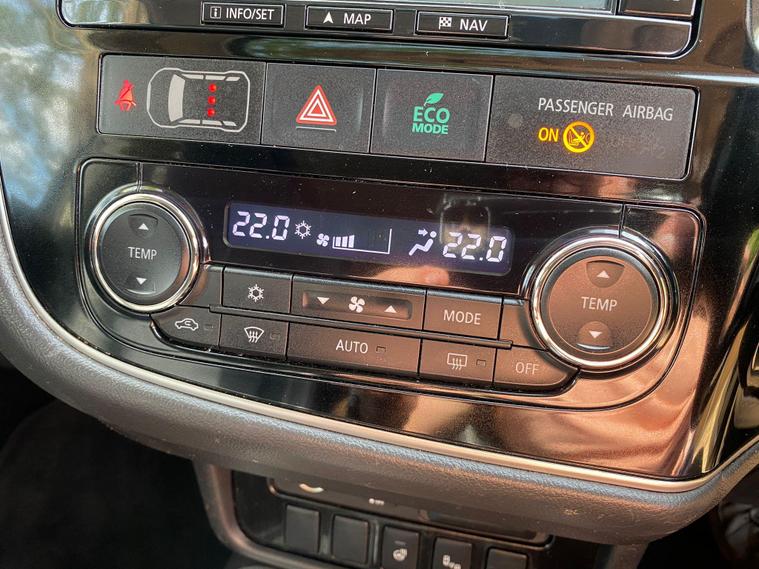 INFO/SET
MAP
NAV
ECO
MODE
PASSENGER AIRBAG
ON
22.0
22.0
TEMP
TEMP
MODE
AUTO
OFF